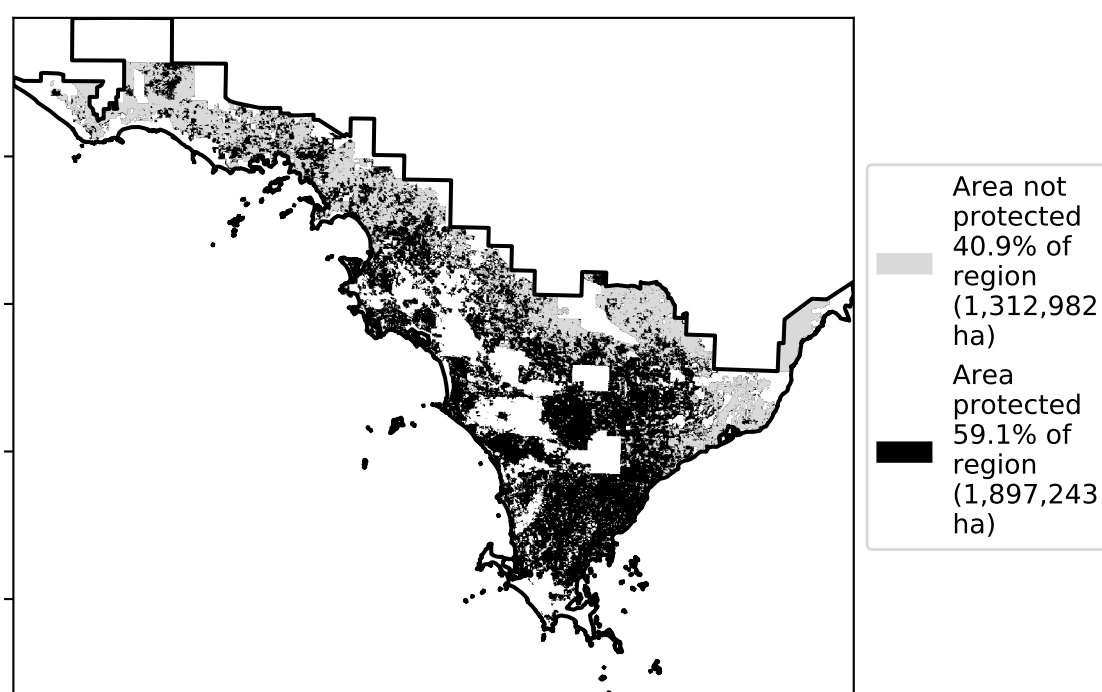 Area not
protected
40.9% of
region
(1,312,982
ha)
Area
protected
59.1% of
region
(1,897,243
ha)